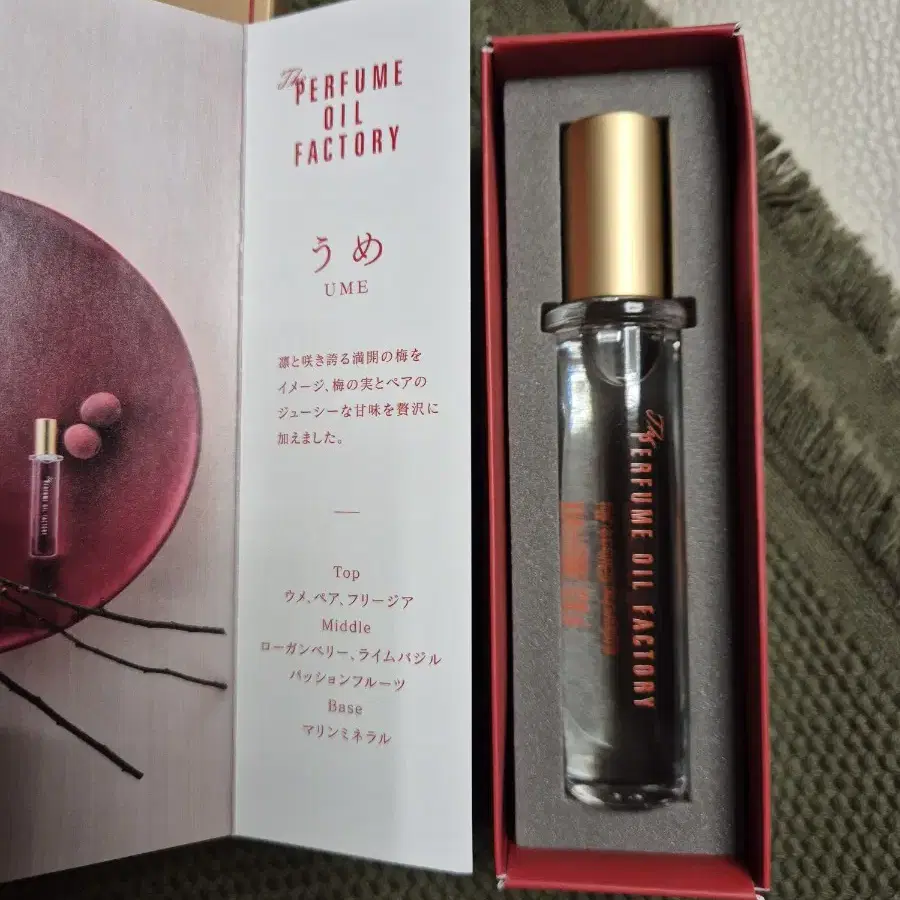 The
PERFUME
OIL
FACTORY
うめ
UME
凛と咲き誇る満開の梅を
イメージ、梅の実とペアの
ジューシーな甘味を贅沢に
加えました。
Top
ウメ、ペア、フリージア
Middle
ローガンベリー、ライムバジル
パッションフルーツ
Base
マリンミネラル
The
PERFUME OIL FACTORY
The
PERFUME OIL FACTORY